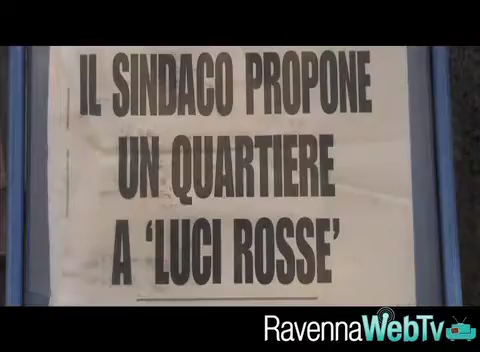 IL SINDACO PROPONE
UN QUARTIERE
A ‘LUCI ROSSE’
RavennaWebTv